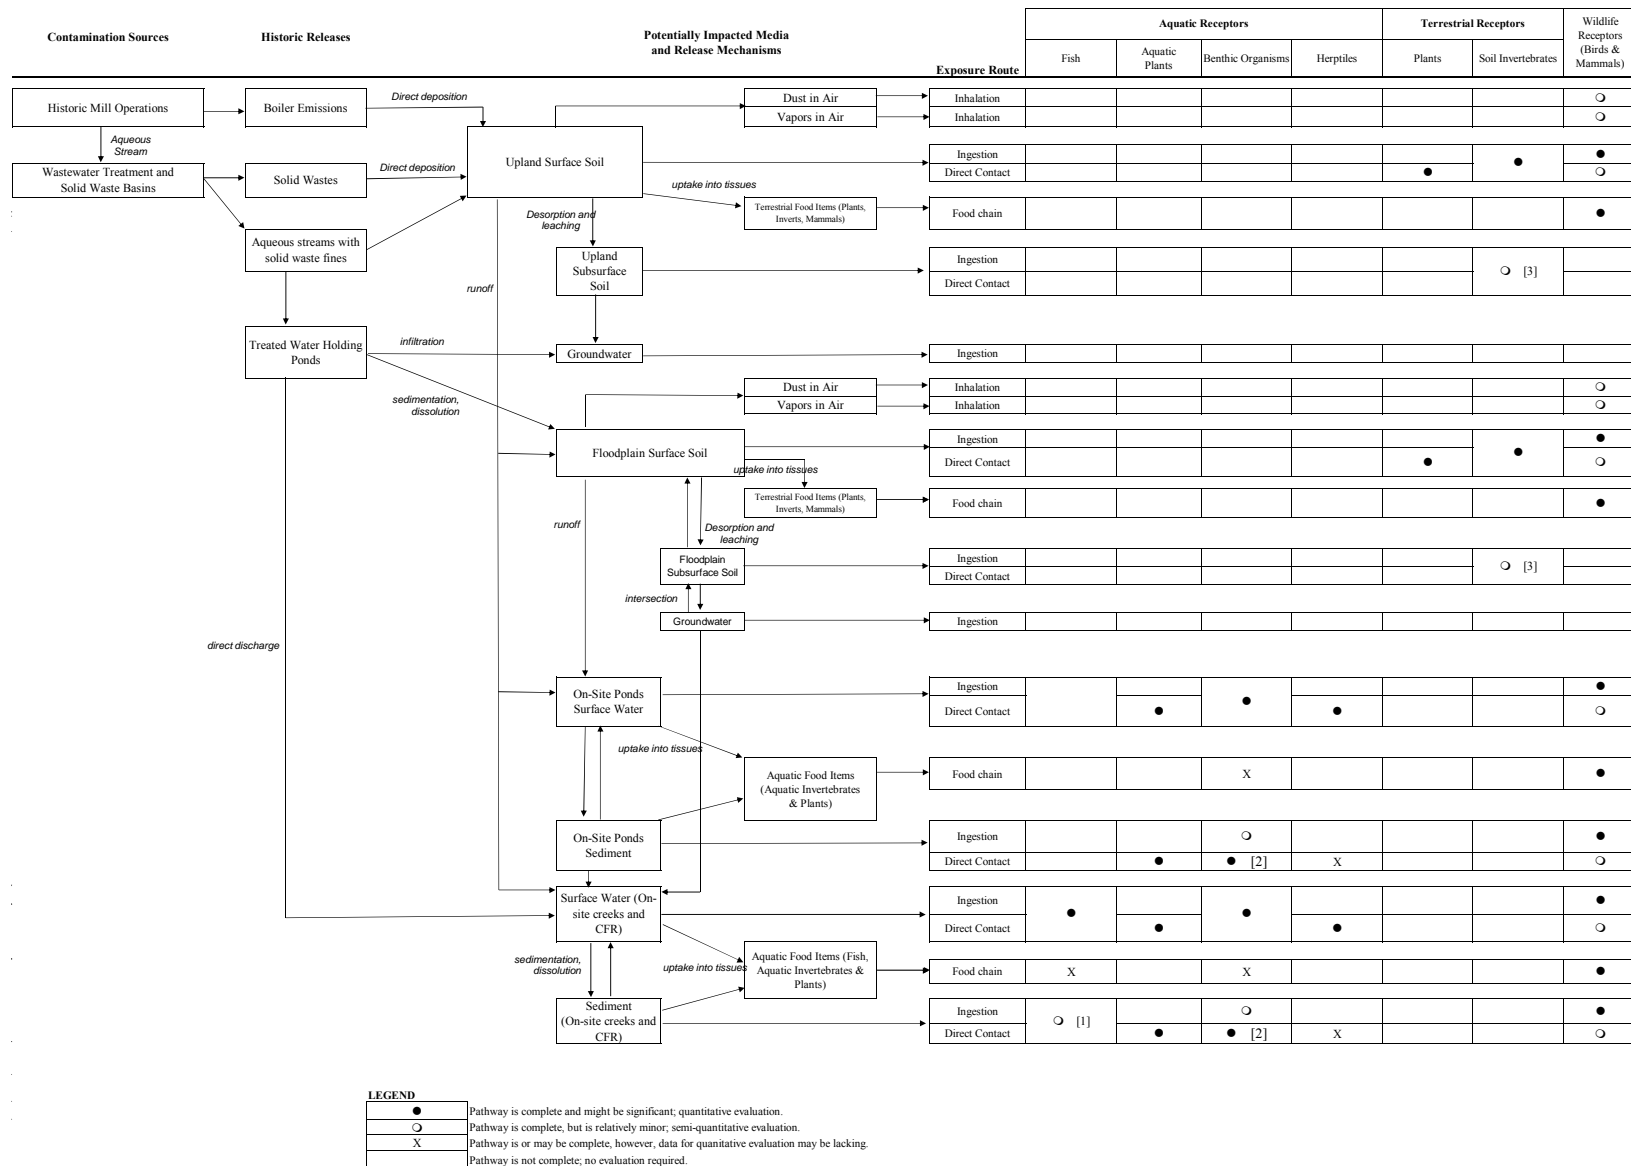 Contamination Sources
Historic Releases
Potentially Impacted Media
and Release Mechanisms
Exposure Route
Aquatic Receptors
Terrestrial Receptors
Wildlife
Receptors
(Birds &
Mammals)
Fish
Aquatic
Plants
Benthic Organisms
Herptiles
Plants
Soil Invertebrates
Historic Mill Operations
Boiler Emissions
Direct deposition
Dust in Air
Inhalation
Vapors in Air
Inhalation
Aqueous
Stream
Wastewater Treatment and
Solid Waste Basins
Solid Wastes
Direct deposition
Upland Surface Soil
Ingestion
Direct Contact
uptake into tissues
Terrestrial Food Items (Plants,
Inverts, Mammals)
Food chain
Desorption and
leaching
Aqueous streams with
solid waste fines
Upland
Subsurface
Soil
Ingestion
Direct Contact
[3]
runoff
Treated Water Holding
Ponds
infiltration
Groundwater
Ingestion
sedimentation,
dissolution
Dust in Air
Inhalation
Vapors in Air
Inhalation
Floodplain Surface Soil
Ingestion
Direct Contact
uptake into tissues
Terrestrial Food Items (Plants,
Inverts, Mammals)
Food chain
runoff
Desorption and
leaching
Floodplain
Subsurface Soil
Ingestion
Direct Contact
[3]
intersection
Groundwater
Ingestion
direct discharge
On-Site Ponds
Surface Water
Ingestion
Direct Contact
uptake into tissues
Aquatic Food Items
(Aquatic Invertebrates
& Plants)
Food chain
X
On-Site Ponds
Sediment
Ingestion
Direct Contact
[2]
X
Surface Water (On-
site creeks and
CFR)
Ingestion
Direct Contact
sedimentation,
dissolution
uptake into tissues
Aquatic Food Items (Fish,
Aquatic Invertebrates &
Plants)
Food chain
X
X
Sediment
(On-site creeks and
CFR)
Ingestion
Direct Contact
[1]
[2]
X
LEGEND
Pathway is complete and might be significant; quantitative evaluation.
Pathway is complete, but is relatively minor; semi-quantitative evaluation.
X
Pathway is or may be complete, however, data for quanitative evaluation may be lacking.
Pathway is not complete; no evaluation required.